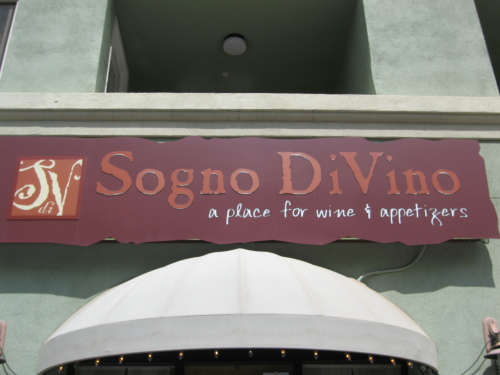 SV
di
Sogno DiVino
a place for wine & appetizers